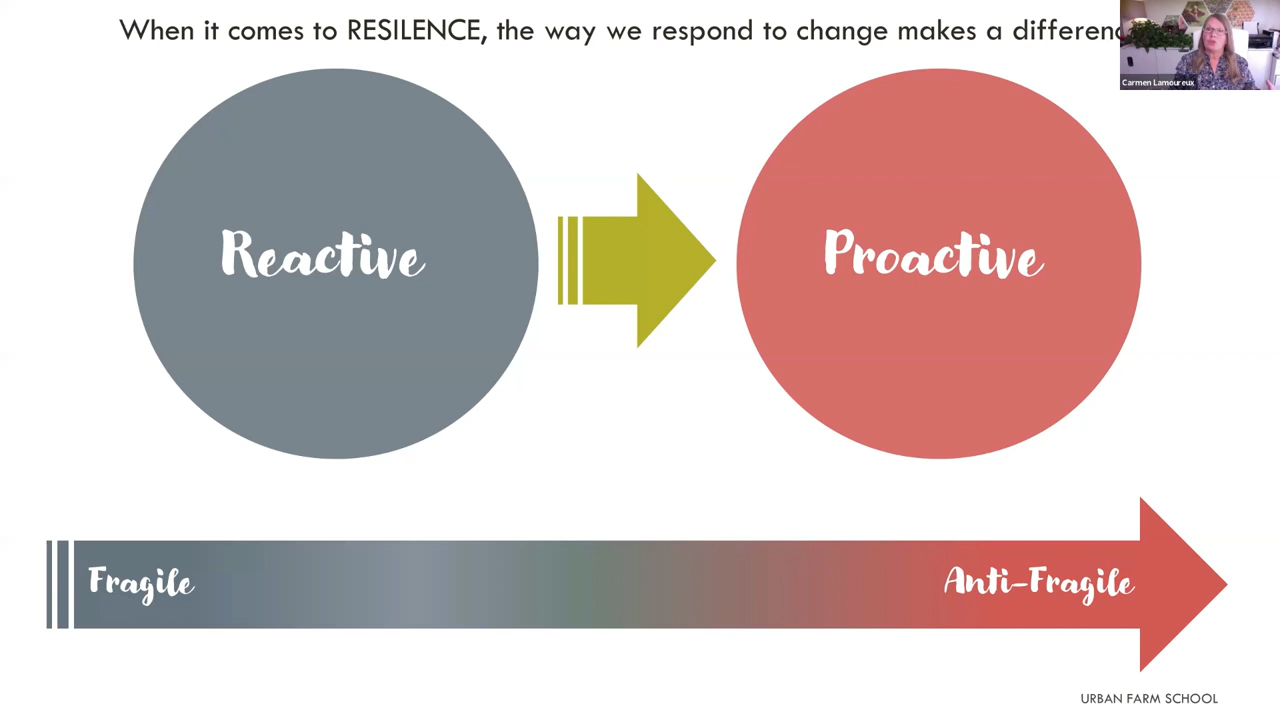 When it comes to RESILENCE, the way we respond to change makes a differenc
Carmen Lamoureux
Reactive
Proactive
Fragile
Anti-Fragile
URBAN FARM SCHOOL